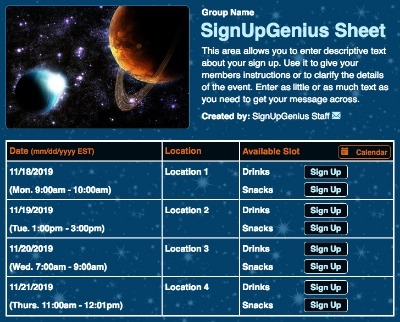 Group Name
SignUpGenius Sheet
This area allows you to enter descriptive text
about your sign up. Use it to give your
members instructions or to clarify the details
of the event. Enter as little or as much text as
you need to get your message across.
Created by: SignUpGenius Staff
Date (mm/dd/yyyy EST) Location Available Slot Calendar
11/18/2019 Location 1 Drinks Sign Up
(Mon. 9:00am - 10:00am) Snacks Sign Up
11/19/2019 Location 2 Drinks Sign Up
(Tue. 1:00pm - 3:00pm) Snacks Sign Up
11/20/2019 Location 3 Drinks Sign Up
(Wed. 7:00am - 9:00am) Snacks Sign Up
11/21/2019 Location 4 Drinks Sign Up
(Thurs. 11:00am - 12:01pm) Snacks Sign Up